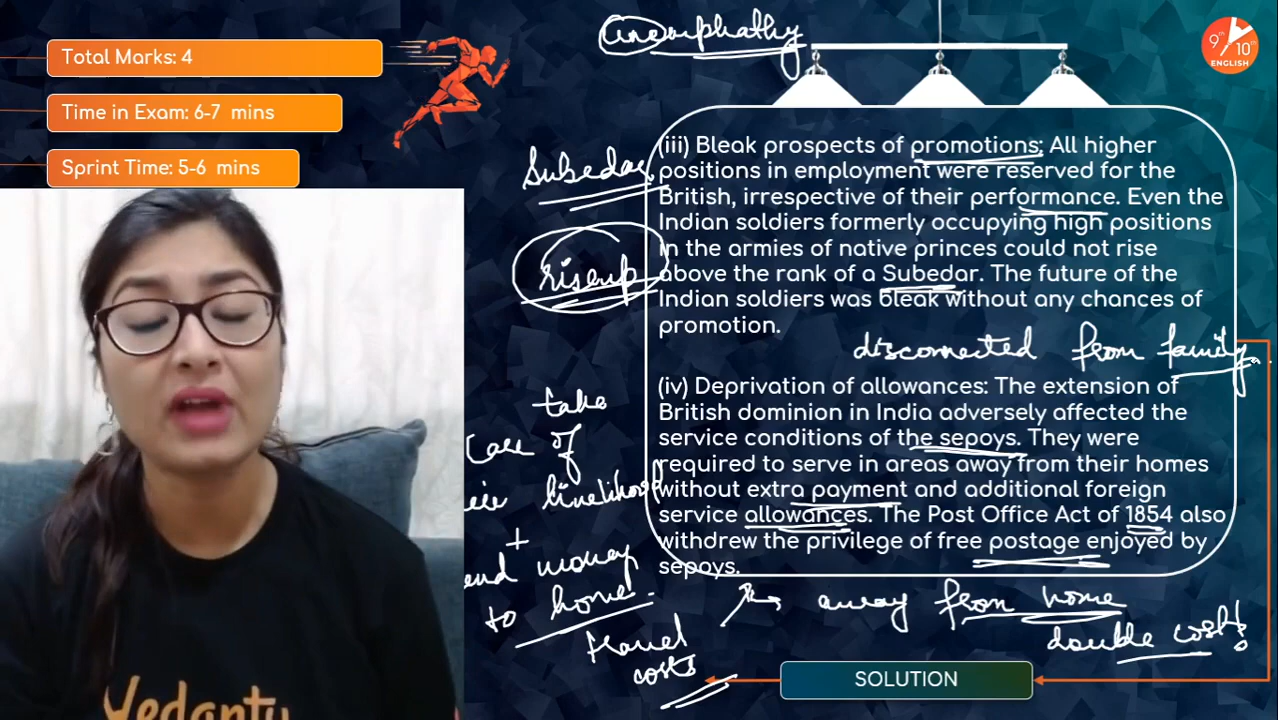 Total Marks: 4
Time in Exam: 6-7 mins
Sprint Time: 5-6 mins
9th 10th
ENGLISH
Subedar
rise up
(iii) Bleak prospects of promotions: All higher
positions in employment were reserved for the
British, irrespective of their performance. Even the
Indian soldiers formerly occupying high positions
in the armies of native princes could not rise
above the rank of a Subedar. The future of the
Indian soldiers was bleak without any chances of
promotion.
disconnected from family
(iv) Deprivation of allowances: The extension of
British dominion in India adversely affected the
service conditions of the sepoys. They were
required to serve in areas away from their homes
without extra payment and additional foreign
service allowances. The Post Office Act of 1854 also
withdrew the privilege of free postage enjoyed by
sepoys.
take
care of
livelihood
+
money
to home.
away from home
double cost!
travel
costs
SOLUTION
Vedantu